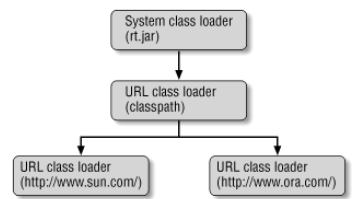 System class loader
(rt.jar)
URL class loader
(classpath)
URL class loader
(http://www.sun.com/)
URL class loader
(http://www.ora.com/)